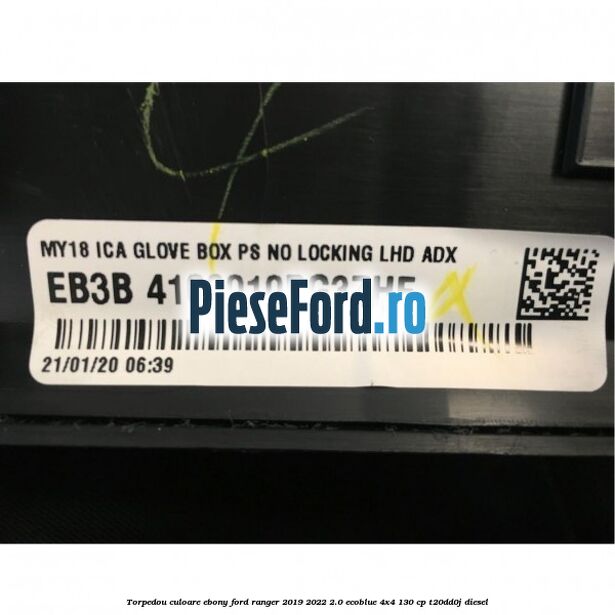 MY18 ICA GLOVE BOX PS NO LOCKING LHD ADX
EB3B
PieseFord.ro
21/01/20 06:39
Torpedou culoare ebony ford ranger 2019 2022 2.0 ecoblue 4x4 130 cp t20dd0j diesel